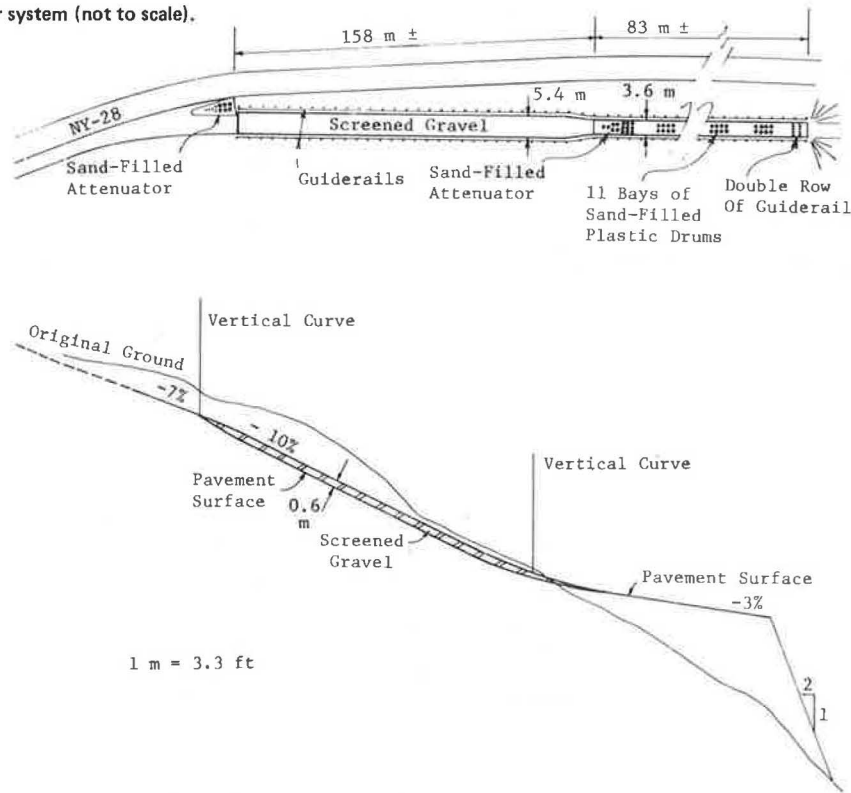 r system (not to scale).
158 m ±
83 m ±
5.4 m
3.6 m
NY-28
Screened Gravel
Sand-Filled
Attenuator
Guiderails
Sand-Filled
Attenuator
11 Bays of
Sand-Filled
Plastic Drums
Double Row
Of Guiderail
Vertical Curve
Original Ground
-7%
- 10%
Pavement
Surface
0.6
m
Screened
Gravel
Vertical Curve
Pavement Surface
-3%
2
1
1 m = 3.3 ft